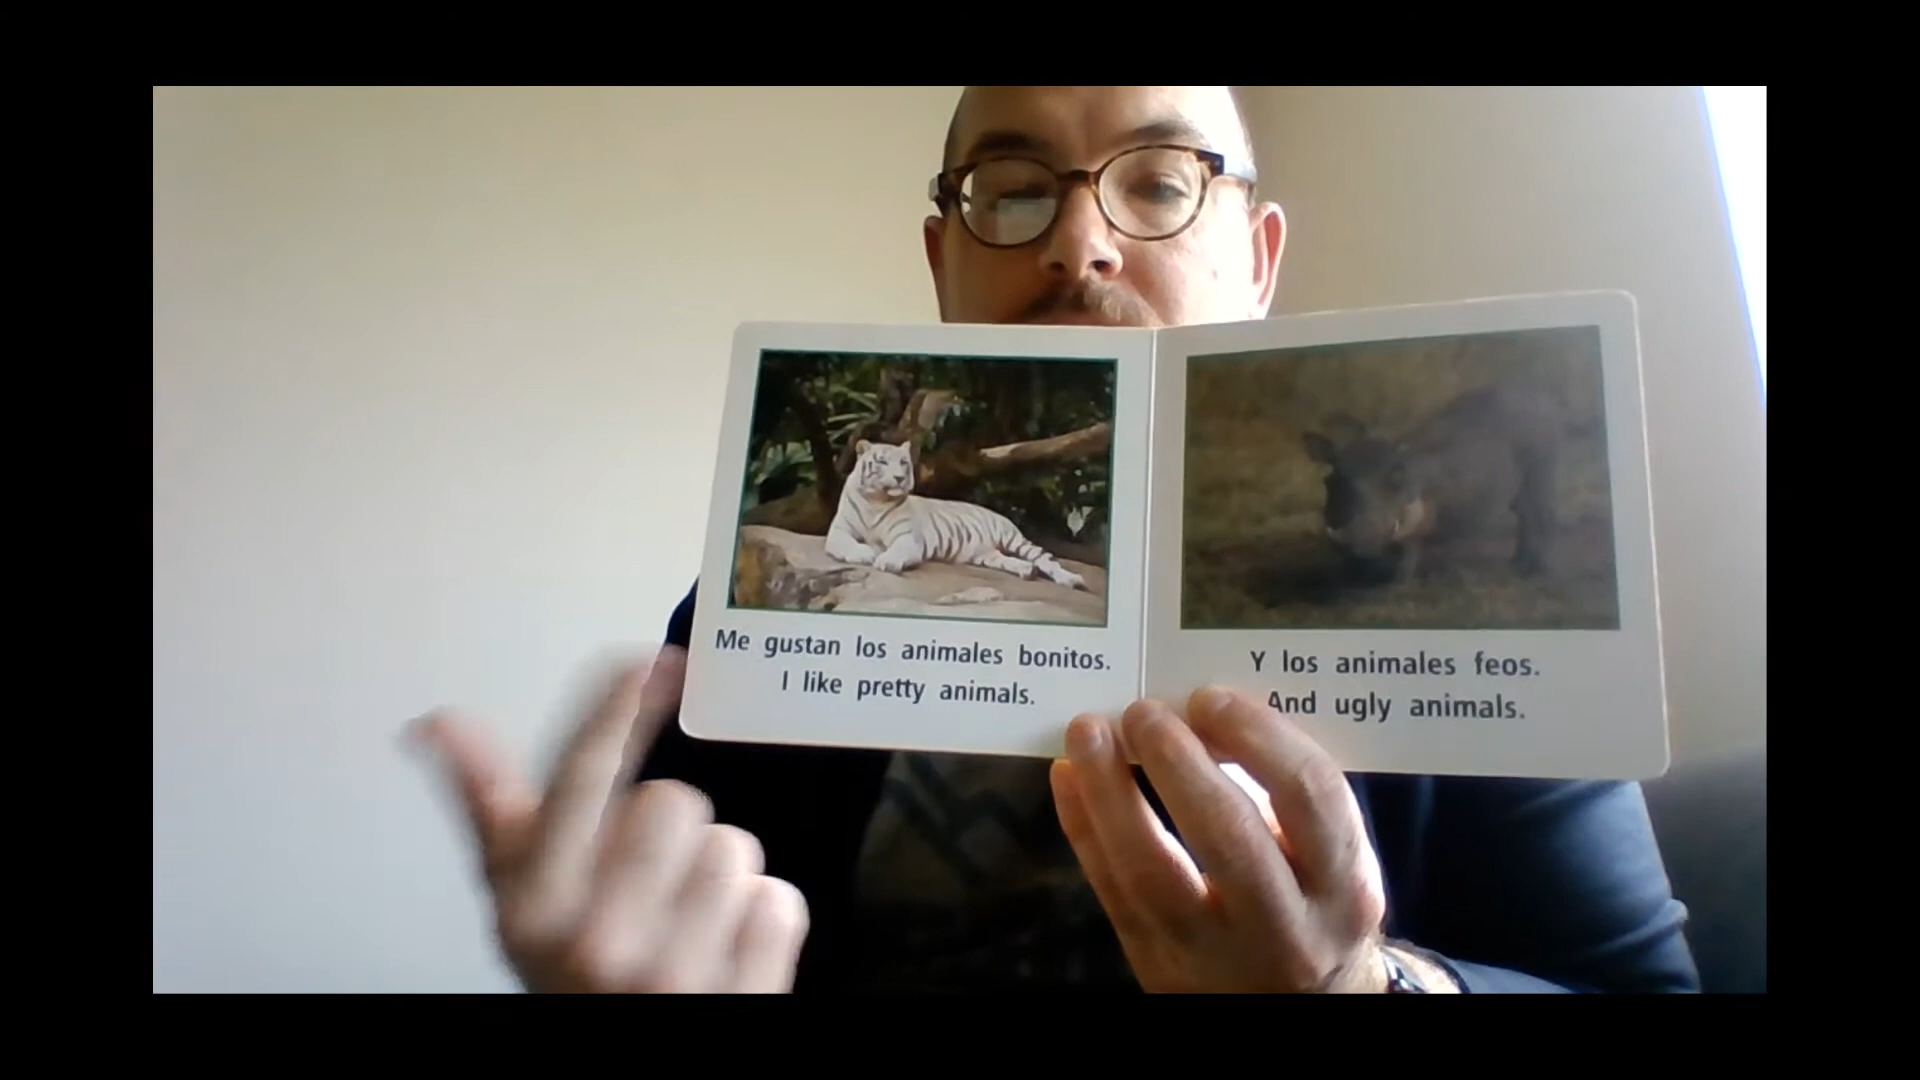 Me gustan los animales bonitos.
I like pretty animals.
Y los animales feos.
And ugly animals.